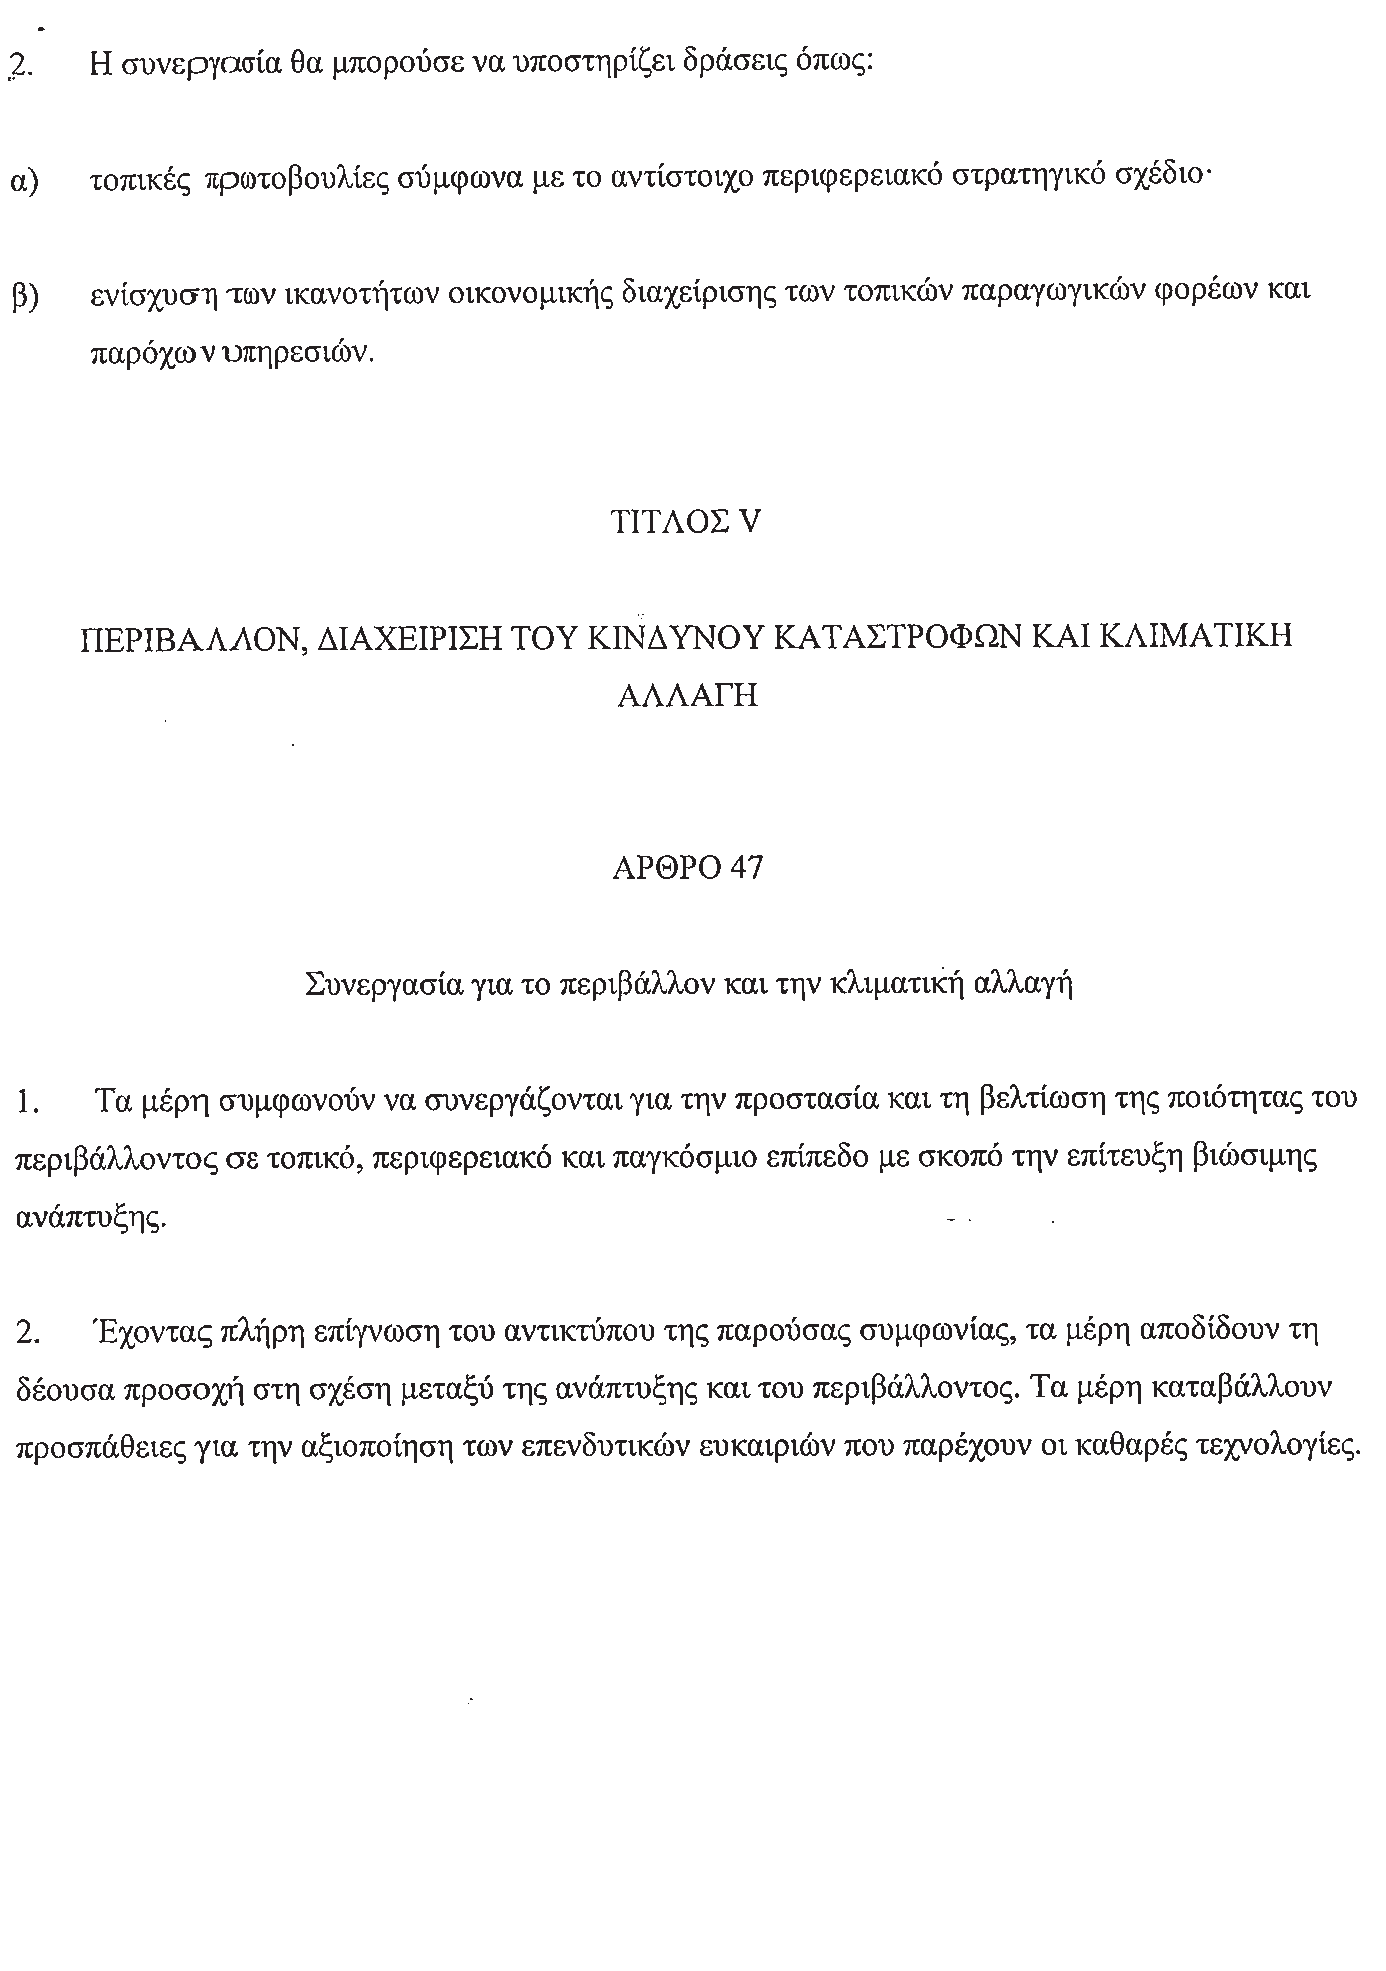 2. Η συνεργασία θα μπορούσε να υποστηρίζει δράσεις όπως:
α) τοπικές πρωτοβουλίες σύμφωνα με το αντίστοιχο περιφερειακό στρατηγικό σχέδιο·
β) ενίσχυση των ικανοτήτων οικονομικής διαχείρισης των τοπικών παραγωγικών φορέων και
παρόχων υπηρεσιών.
ΤΙΤΛΟΣ V
ΠΕΡΙΒΑΛΛΟΝ, ΔΙΑΧΕΙΡΙΣΗ ΤΟΥ ΚΙΝΔΥΝΟΥ ΚΑΤΑΣΤΡΟΦΩΝ ΚΑΙ ΚΛΙΜΑΤΙΚΗ
ΑΛΛΑΓΗ
ΑΡΘΡΟ 47
Συνεργασία για το περιβάλλον και την κλιματική αλλαγή
1. Τα μέρη συμφωνούν να συνεργάζονται για την προστασία και τη βελτίωση της ποιότητας του
περιβάλλοντος σε τοπικό, περιφερειακό και παγκόσμιο επίπεδο με σκοπό την επίτευξη βιώσιμης
ανάπτυξης.
2. Έχοντας πλήρη επίγνωση του αντικτύπου της παρούσας συμφωνίας, τα μέρη αποδίδουν τη
δέουσα προσοχή στη σχέση μεταξύ της ανάπτυξης και του περιβάλλοντος. Τα μέρη καταβάλλουν
προσπάθειες για την αξιοποίηση των επενδυτικών ευκαιριών που παρέχουν οι καθαρές τεχνολογίες.